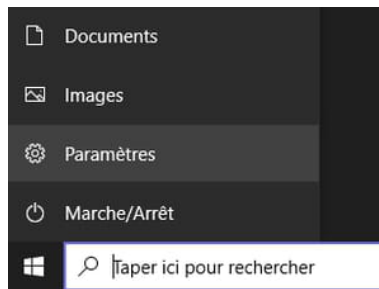 Documents
Images
Paramètres
Marche/Arrêt
Taper ici pour rechercher